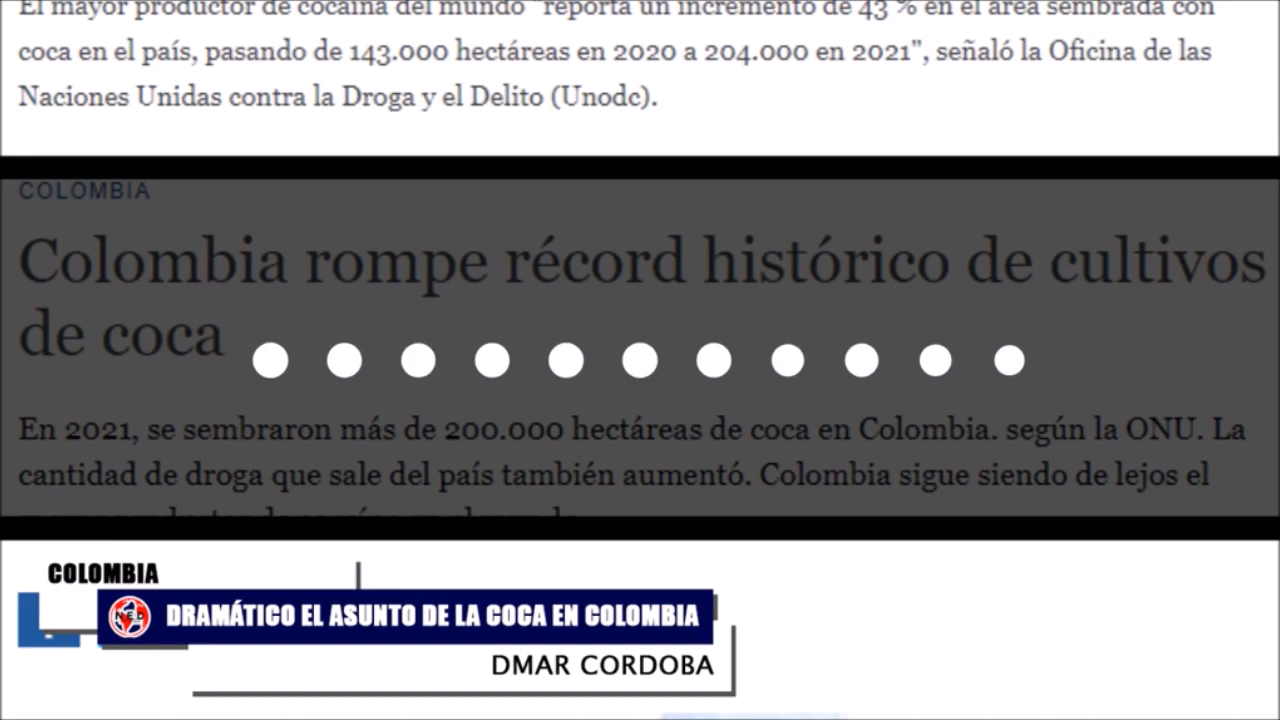 El mayor productor de cocaína del mundo "reporta un incremento de 43 % en el área sembrada con
coca en el país, pasando de 143.000 hectáreas en 2020 a 204.000 en 2021", señaló la Oficina de las
Naciones Unidas contra la Droga y el Delito (Unodc).
COLOMBIA
Colombia rompe récord histórico de cultivos
de coca
En 2021, se sembraron más de 200.000 hectáreas de coca en Colombia. según la ONU. La
cantidad de droga que sale del país también aumentó. Colombia sigue siendo de lejos el
COLOMBIA
DRAMÁTICO EL ASUNTO DE LA COCA EN COLOMBIA
DMAR CORDOBA